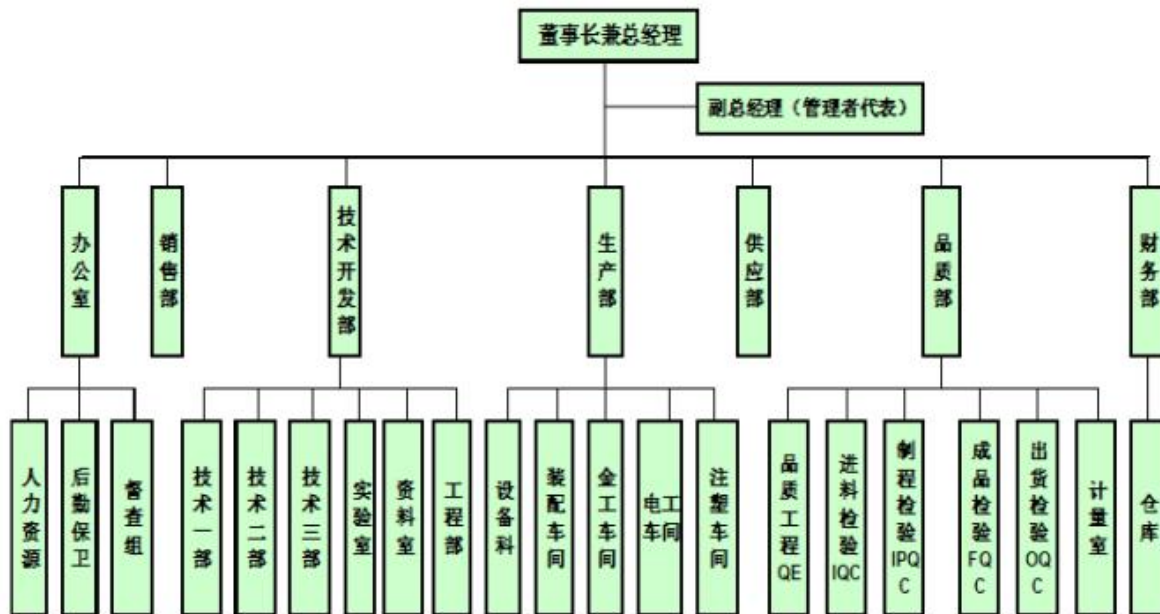 董事长兼总经理
副总经理（管理者代表）
办公室
销售部
技术开发部
生产部
供应部
品质部
财务部
人力资源
后勤保卫
督查组
技术一部
技术二部
技术三部
实验室
资料室
工程部
设备科
装配车间
金工车间
电工车间
注塑车间
品质工程QE
进料检验IQC
制程检验IPQC
成品检验FQC
出货检验OQC
计量室
仓库